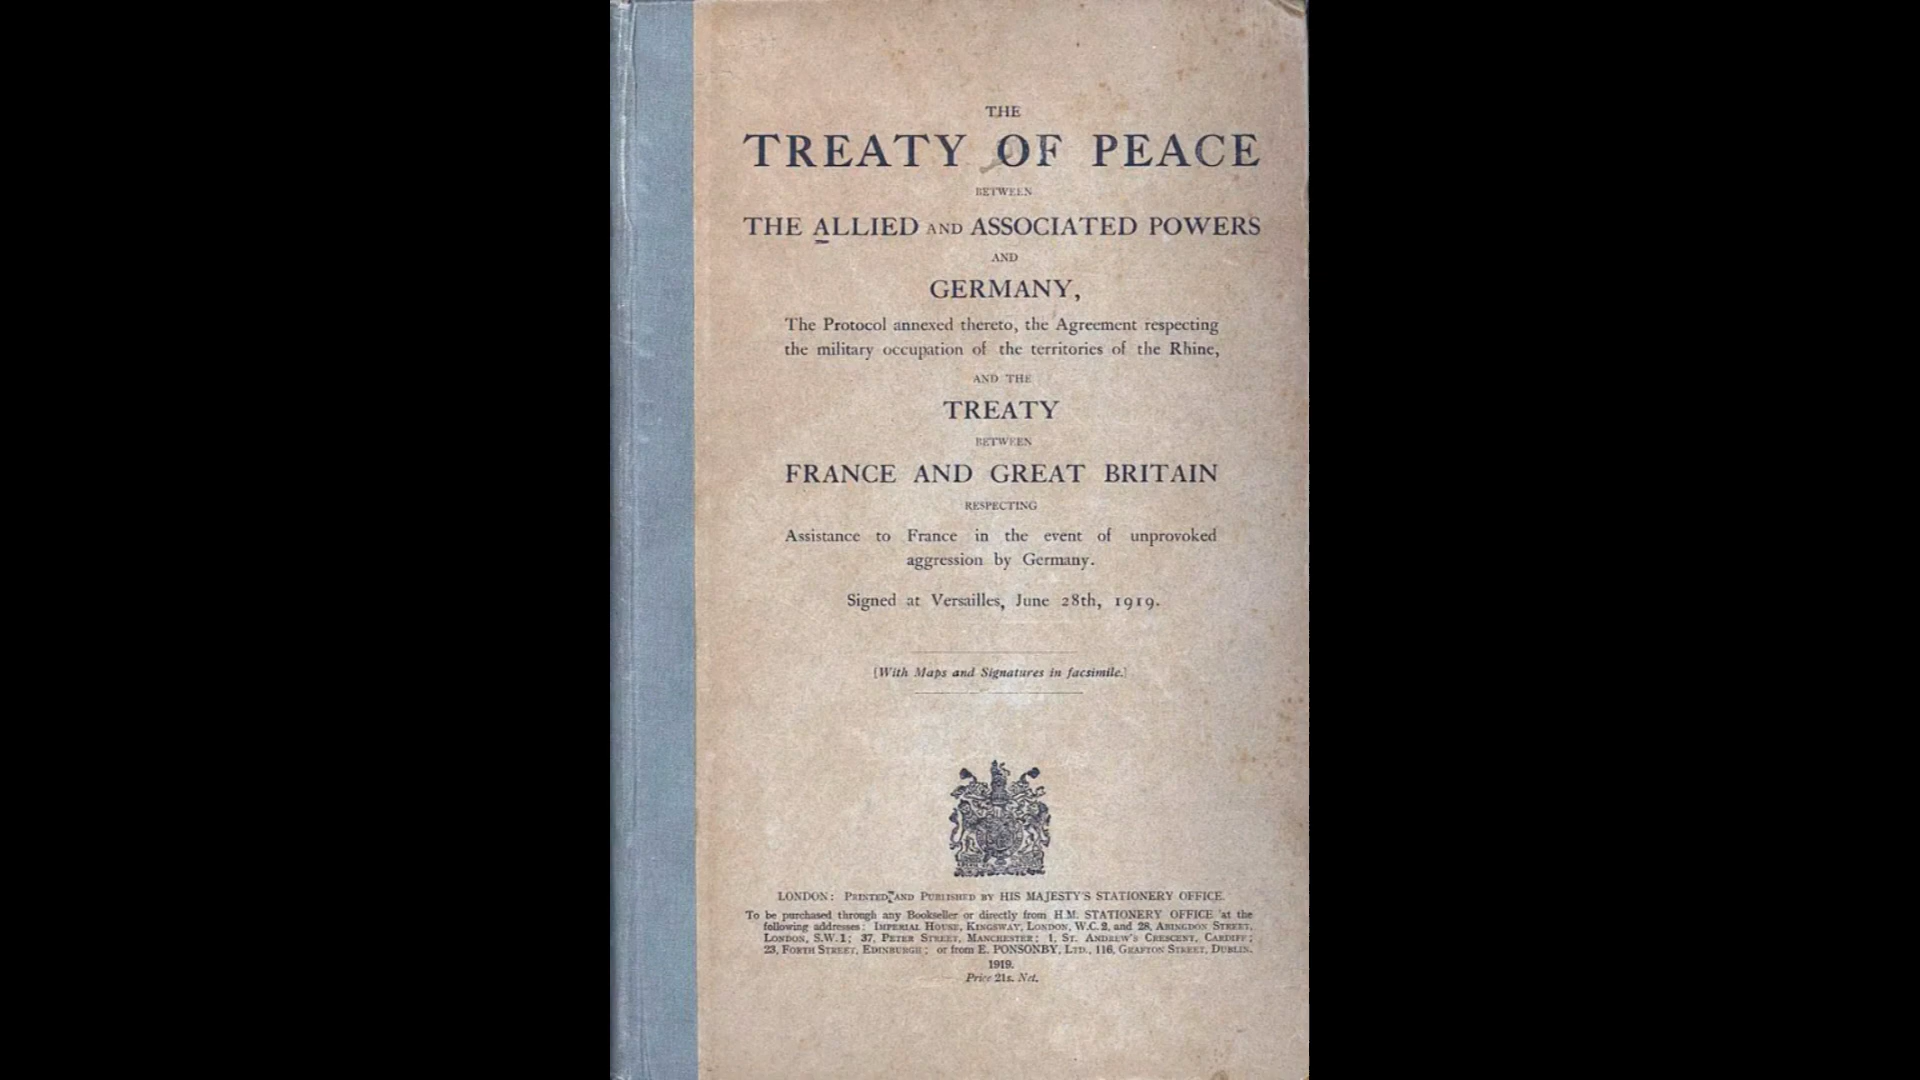 THE
TREATY OF PEACE
BETWEEN
THE ALLIED AND ASSOCIATED POWERS
AND
GERMANY,
The Protocol annexed thereto, the Agreement respecting
the military occupation of the territories of the Rhine,
AND THE
TREATY
BETWEEN
FRANCE AND GREAT BRITAIN
RESPECTING
Assistance to France in the event of unprovoked
aggression by Germany.
Signed at Versailles, June 28th, 1919.
[With Maps and Signatures in facsimile.]
LONDON: PRINTED AND PUBLISHED BY HIS MAJESTY'S STATIONERY OFFICE.
To be purchased through any Bookseller or directly from H.M. STATIONERY OFFICE at the
following addresses: IMPERIAL HOUSE, KINGSWAY, LONDON, W.C.2, and 28, ABINGDON STREET,
LONDON, S.W.1; 37, PETER STREET, MANCHESTER; 1, ST. ANDREW'S CRESCENT, CARDIFF;
23, FORTH STREET, EDINBURGH; or from E. PONSONBY, LTD., 116, GRAFTON STREET, DUBLIN.
1919.
Price 21s. Net.